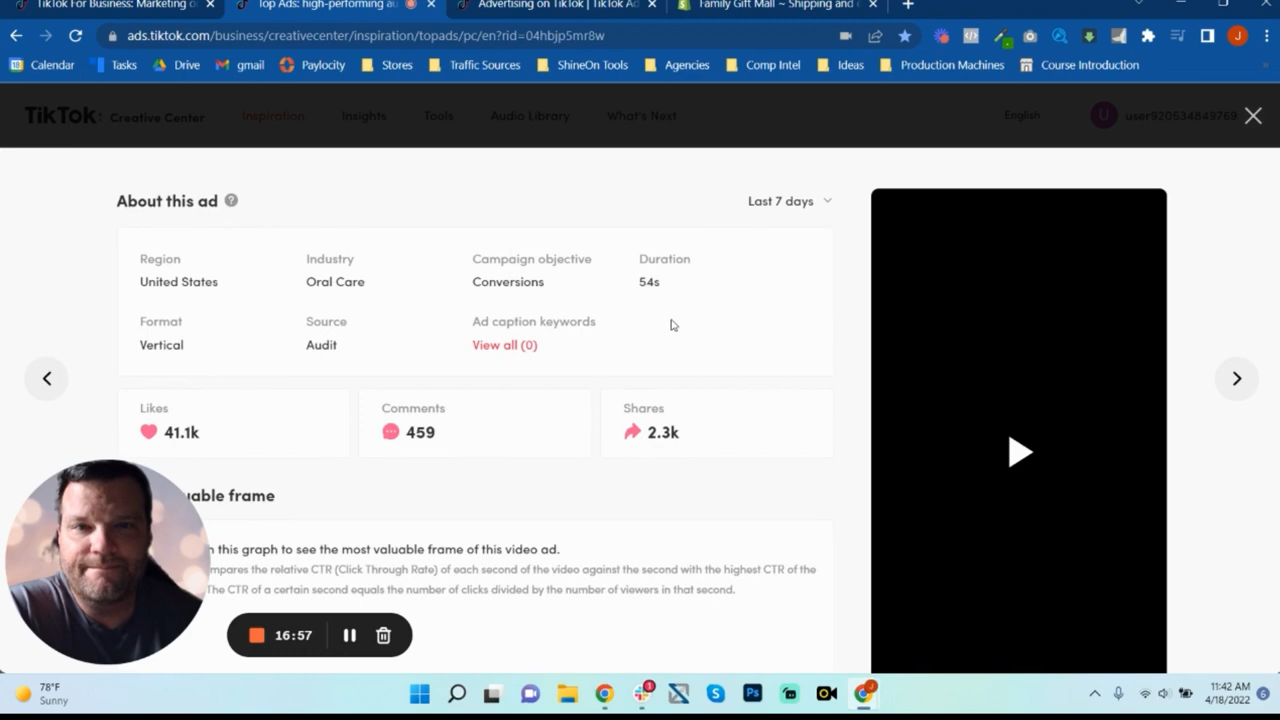 TikTok For Business: Marketing o
Top Ads: high-performing au
Advertising on TikTok | TikTok Ad
Family Gift Mall ~ Shipping and
ads.tiktok.com/business/creativecenter/inspiration/topads/pc/en?rid=04hbjp5mr8w
J
Calendar Tasks Drive gmail Paylocity Stores Traffic Sources ShineOn Tools Agencies Comp Intel Ideas Production Machines Course Introduction
TikTok: Creative Center Inspiration Insights Tools Audio Library What's Next English U user920534849769
About this ad ? Last 7 days
Region Industry Campaign objective Duration
United States Oral Care Conversions 54s
Format Source Ad caption keywords
Vertical Audit View all (0)
Likes Comments Shares
41.1k 459 2.3k
uable frame
n this graph to see the most valuable frame of this video ad.
mpares the relative CTR (Click Through Rate) of each second of the video against the second with the highest CTR of the
The CTR of a certain second equals the number of clicks divided by the number of viewers in that second.
16:57
78°F
Sunny
1
Ps
J
11:42 AM
4/18/2022
6